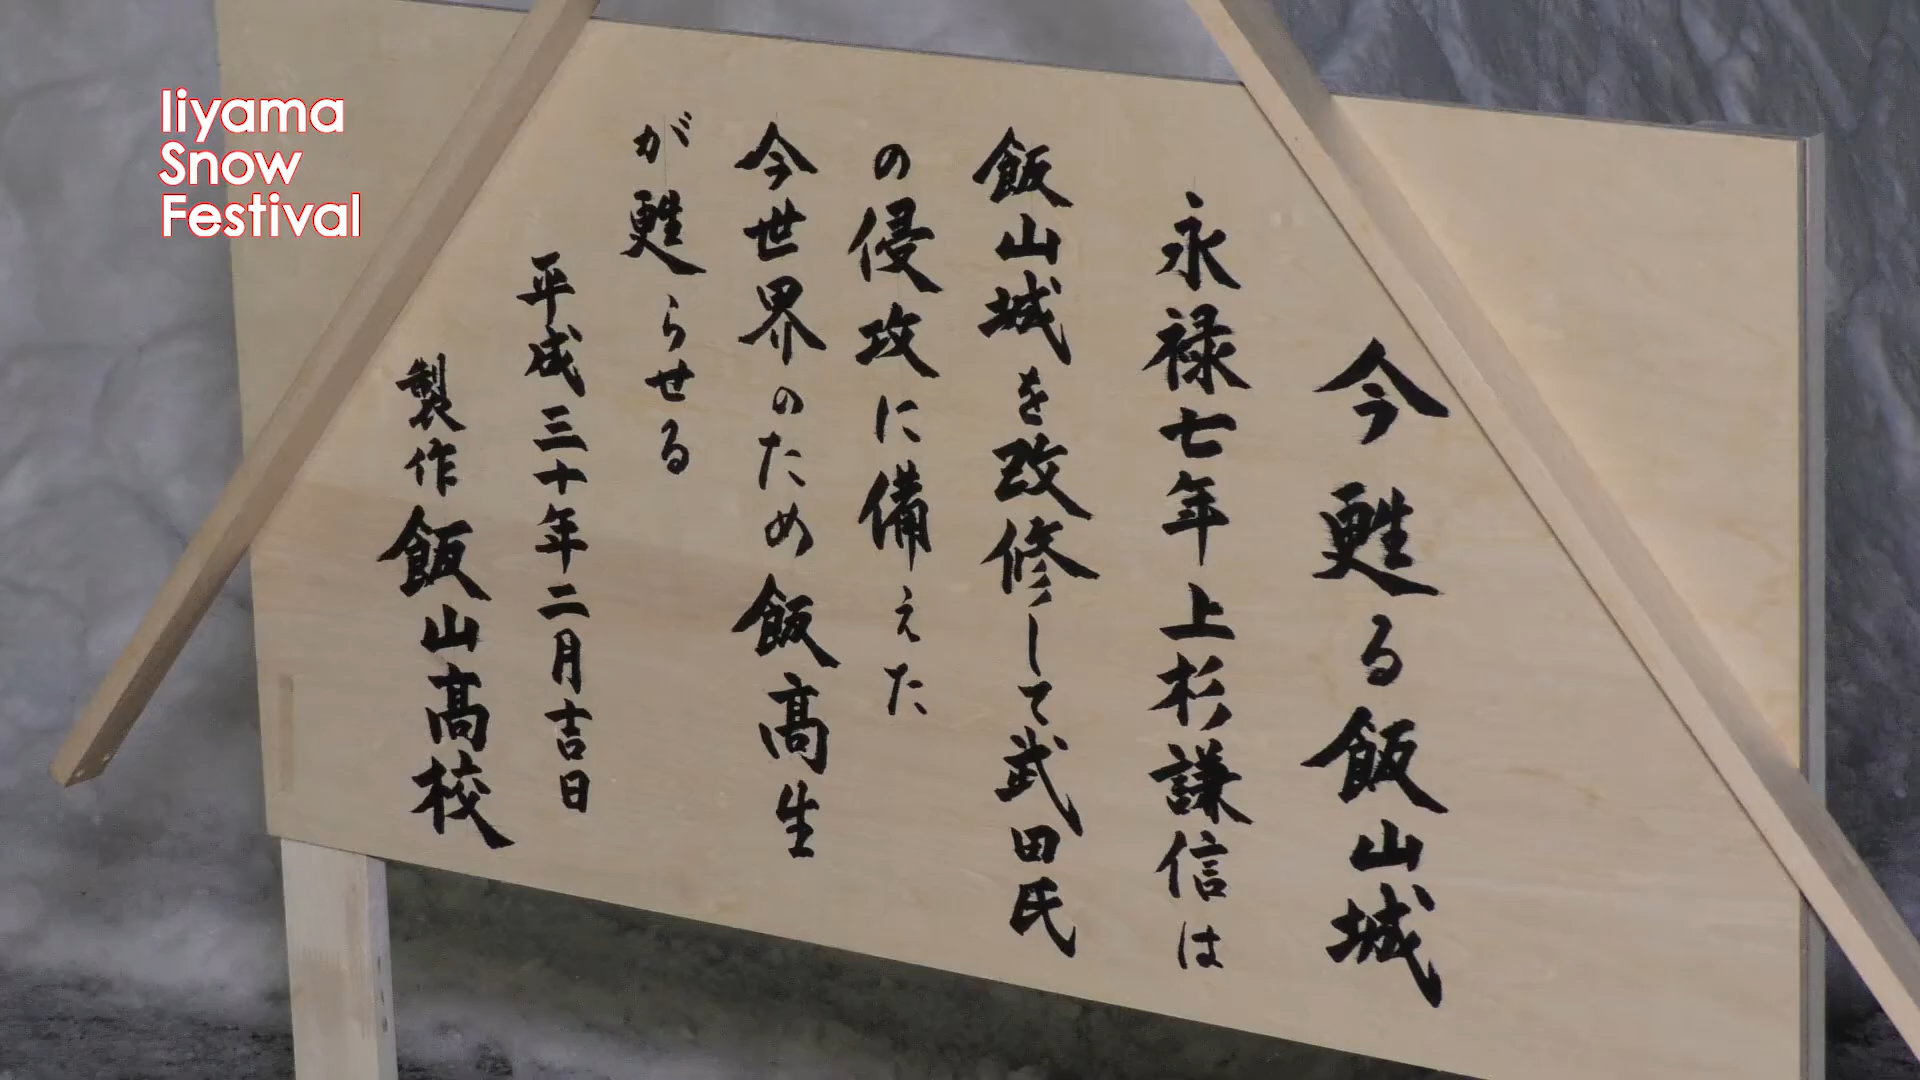 Iiyama
Snow
Festival
今甦る飯山城
永禄七年上杉謙信は
飯山城を改修して武田氏
の侵攻に備えた
今世界のため飯高生
が甦らせる
平成三十年二月吉日
製作飯山髙校